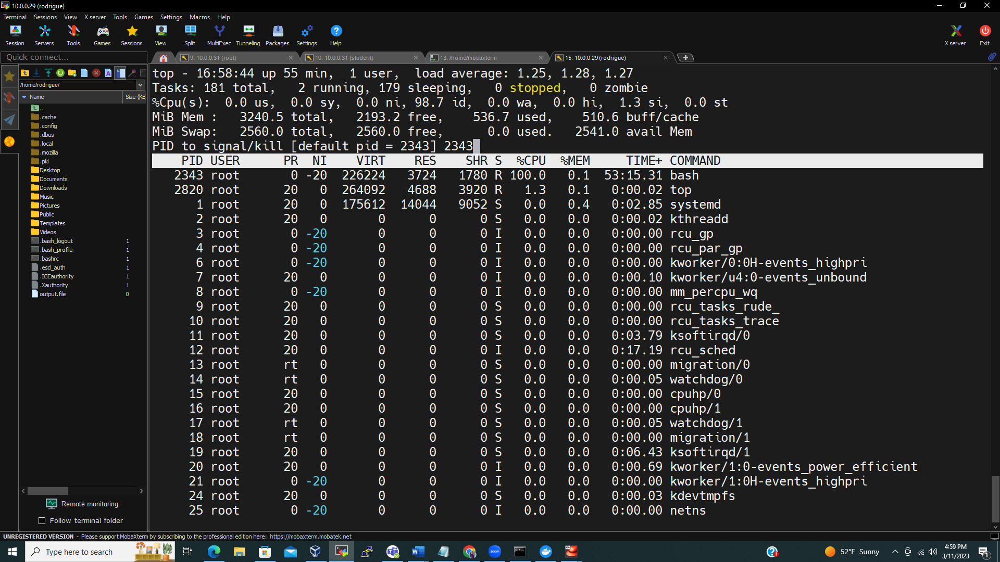 10.0.0.29 (rodrigue)
Terminal Sessions View X server Tools Games Settings Macros Help
Session Servers Tools Games Sessions View Split MultiExec Tunneling Packages Settings Help X server Exit
Quick connect...
9. 10.0.0.31 (root) 10. 10.0.0.31 (student) 13. /home/mobaxterm 15. 10.0.0.29 (rodrigue)
/home/rodrigue/
Name Size (KB
..
.cache
.config
.dbus
.local
.mozilla
.pki
Desktop
Documents
Downloads
Music
Pictures
Public
Templates
Videos
.bash_logout 1
.bash_profile 1
.bashrc 1
.esd_auth 1
.ICEauthority 1
.Xauthority 1
output.file 0
Remote monitoring
Follow terminal folder
top - 16:58:44 up 55 min, 1 user, load average: 1.25, 1.28, 1.27
Tasks: 181 total, 2 running, 179 sleeping, 0 stopped, 0 zombie
%Cpu(s): 0.0 us, 0.0 sy, 0.0 ni, 98.7 id, 0.0 wa, 0.0 hi, 1.3 si, 0.0 st
MiB Mem : 3240.5 total, 2193.2 free, 536.7 used, 510.6 buff/cache
MiB Swap: 2560.0 total, 2560.0 free, 0.0 used. 2541.0 avail Mem
PID to signal/kill [default pid = 2343] 2343
PID USER PR NI VIRT RES SHR S %CPU %MEM TIME+ COMMAND
2343 root 0 -20 226224 3724 1780 R 100.0 0.1 53:15.31 bash
2820 root 20 0 264092 4688 3920 R 1.3 0.1 0:00.02 top
1 root 20 0 175612 14044 9052 S 0.0 0.4 0:02.85 systemd
2 root 20 0 0 0 0 S 0.0 0.0 0:00.02 kthreadd
3 root 0 -20 0 0 0 I 0.0 0.0 0:00.00 rcu_gp
4 root 0 -20 0 0 0 I 0.0 0.0 0:00.00 rcu_par_gp
6 root 0 -20 0 0 0 I 0.0 0.0 0:00.00 kworker/0:0H-events_highpri
7 root 20 0 0 0 0 I 0.0 0.0 0:00.10 kworker/u4:0-events_unbound
8 root 0 -20 0 0 0 I 0.0 0.0 0:00.00 mm_percpu_wq
9 root 20 0 0 0 0 S 0.0 0.0 0:00.00 rcu_tasks_rude_
10 root 20 0 0 0 0 S 0.0 0.0 0:00.00 rcu_tasks_trace
11 root 20 0 0 0 0 S 0.0 0.0 0:03.79 ksoftirqd/0
12 root 20 0 0 0 0 I 0.0 0.0 0:17.19 rcu_sched
13 root rt 0 0 0 0 S 0.0 0.0 0:00.00 migration/0
14 root rt 0 0 0 0 S 0.0 0.0 0:00.05 watchdog/0
15 root 20 0 0 0 0 S 0.0 0.0 0:00.00 cpuhp/0
16 root 20 0 0 0 0 S 0.0 0.0 0:00.00 cpuhp/1
17 root rt 0 0 0 0 S 0.0 0.0 0:00.05 watchdog/1
18 root rt 0 0 0 0 S 0.0 0.0 0:00.00 migration/1
19 root 20 0 0 0 0 S 0.0 0.0 0:06.43 ksoftirqd/1
20 root 20 0 0 0 0 I 0.0 0.0 0:00.69 kworker/1:0-events_power_efficient
21 root 0 -20 0 0 0 I 0.0 0.0 0:00.00 kworker/1:0H-events_highpri
24 root 20 0 0 0 0 S 0.0 0.0 0:00.03 kdevtmpfs
25 root 0 -20 0 0 0 I 0.0 0.0 0:00.00 netns
UNREGISTERED VERSION - Please support MobaXterm by subscribing to the professional edition here: https://mobaxterm.mobatek.net
Type here to search
zoom
52°F Sunny
4:59 PM
3/11/2023
1